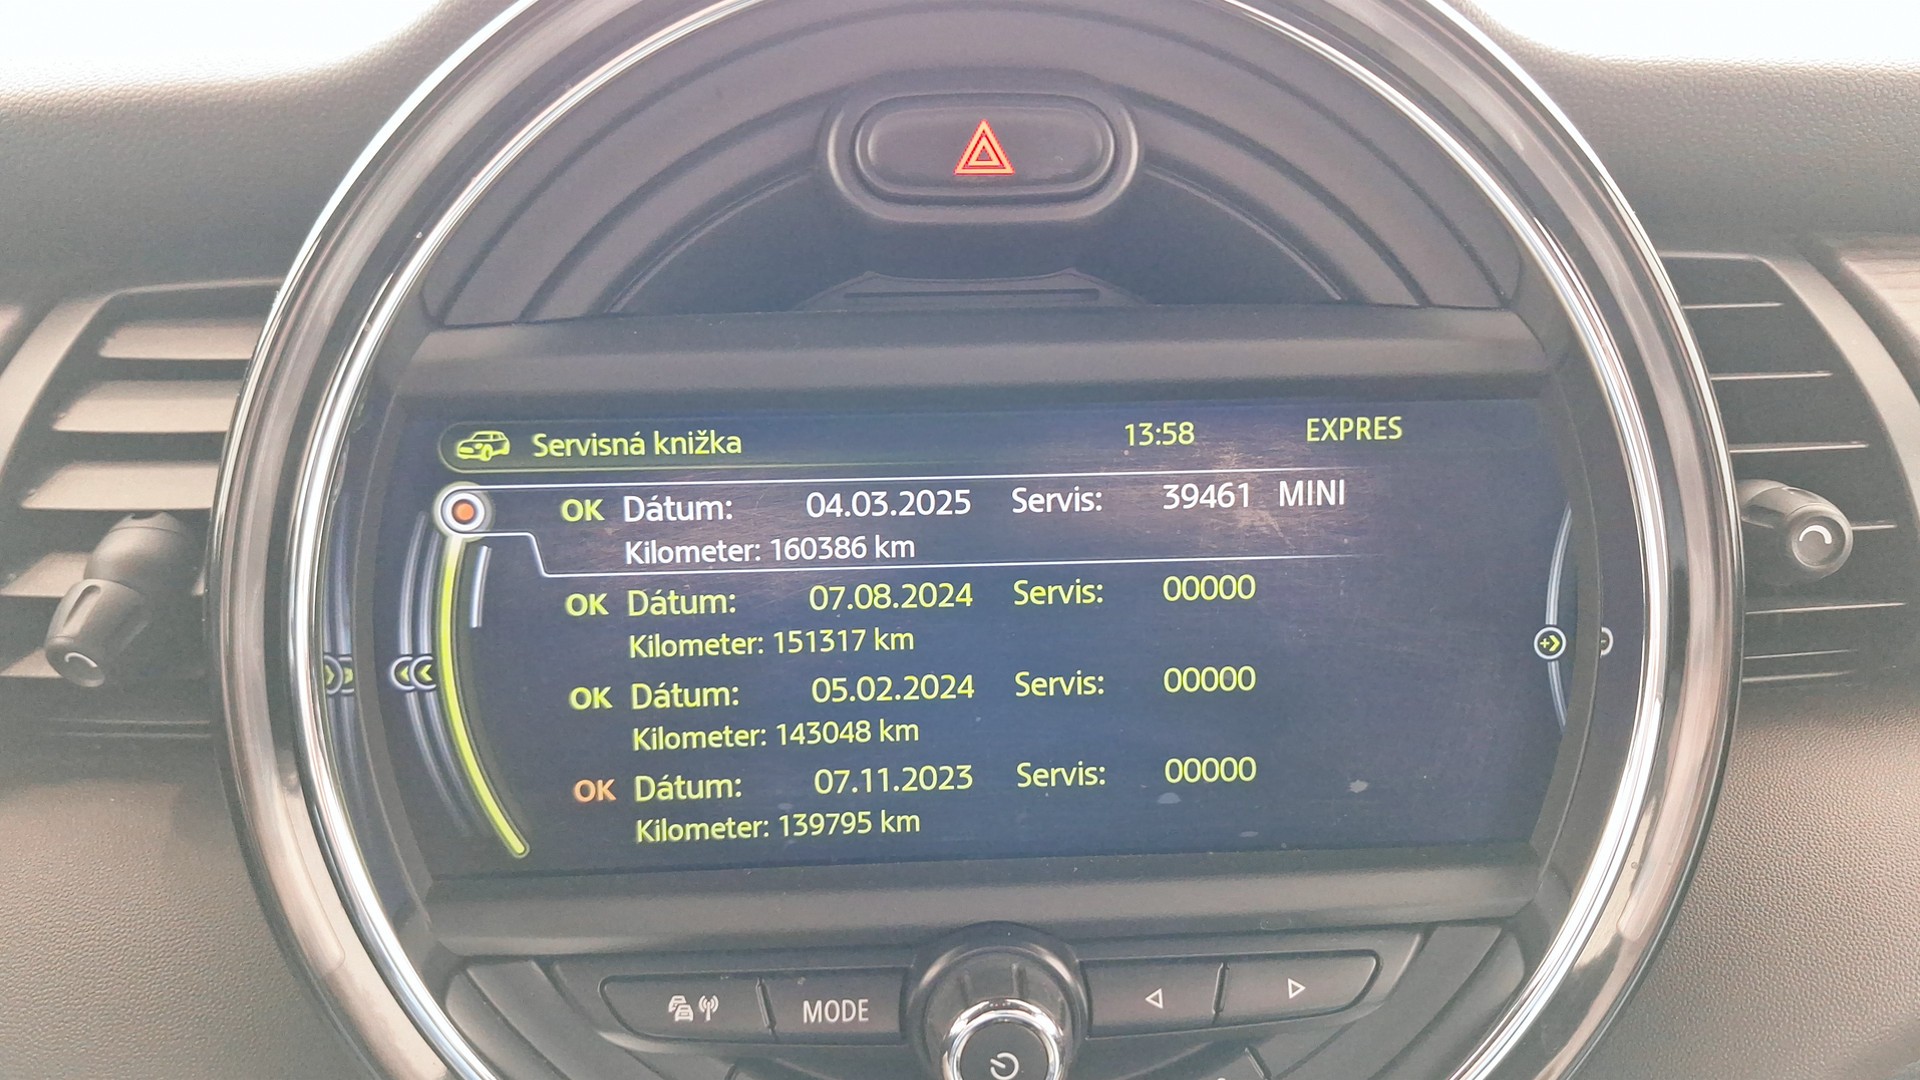 Servisná knižka 13:58 EXPRES
OK Dátum: 04.03.2025 Servis: 39461 MINI
Kilometer: 160386 km
OK Dátum: 07.08.2024 Servis: 00000
Kilometer: 151317 km
OK Dátum: 05.02.2024 Servis: 00000
Kilometer: 143048 km
OK Dátum: 07.11.2023 Servis: 00000
Kilometer: 139795 km
MODE